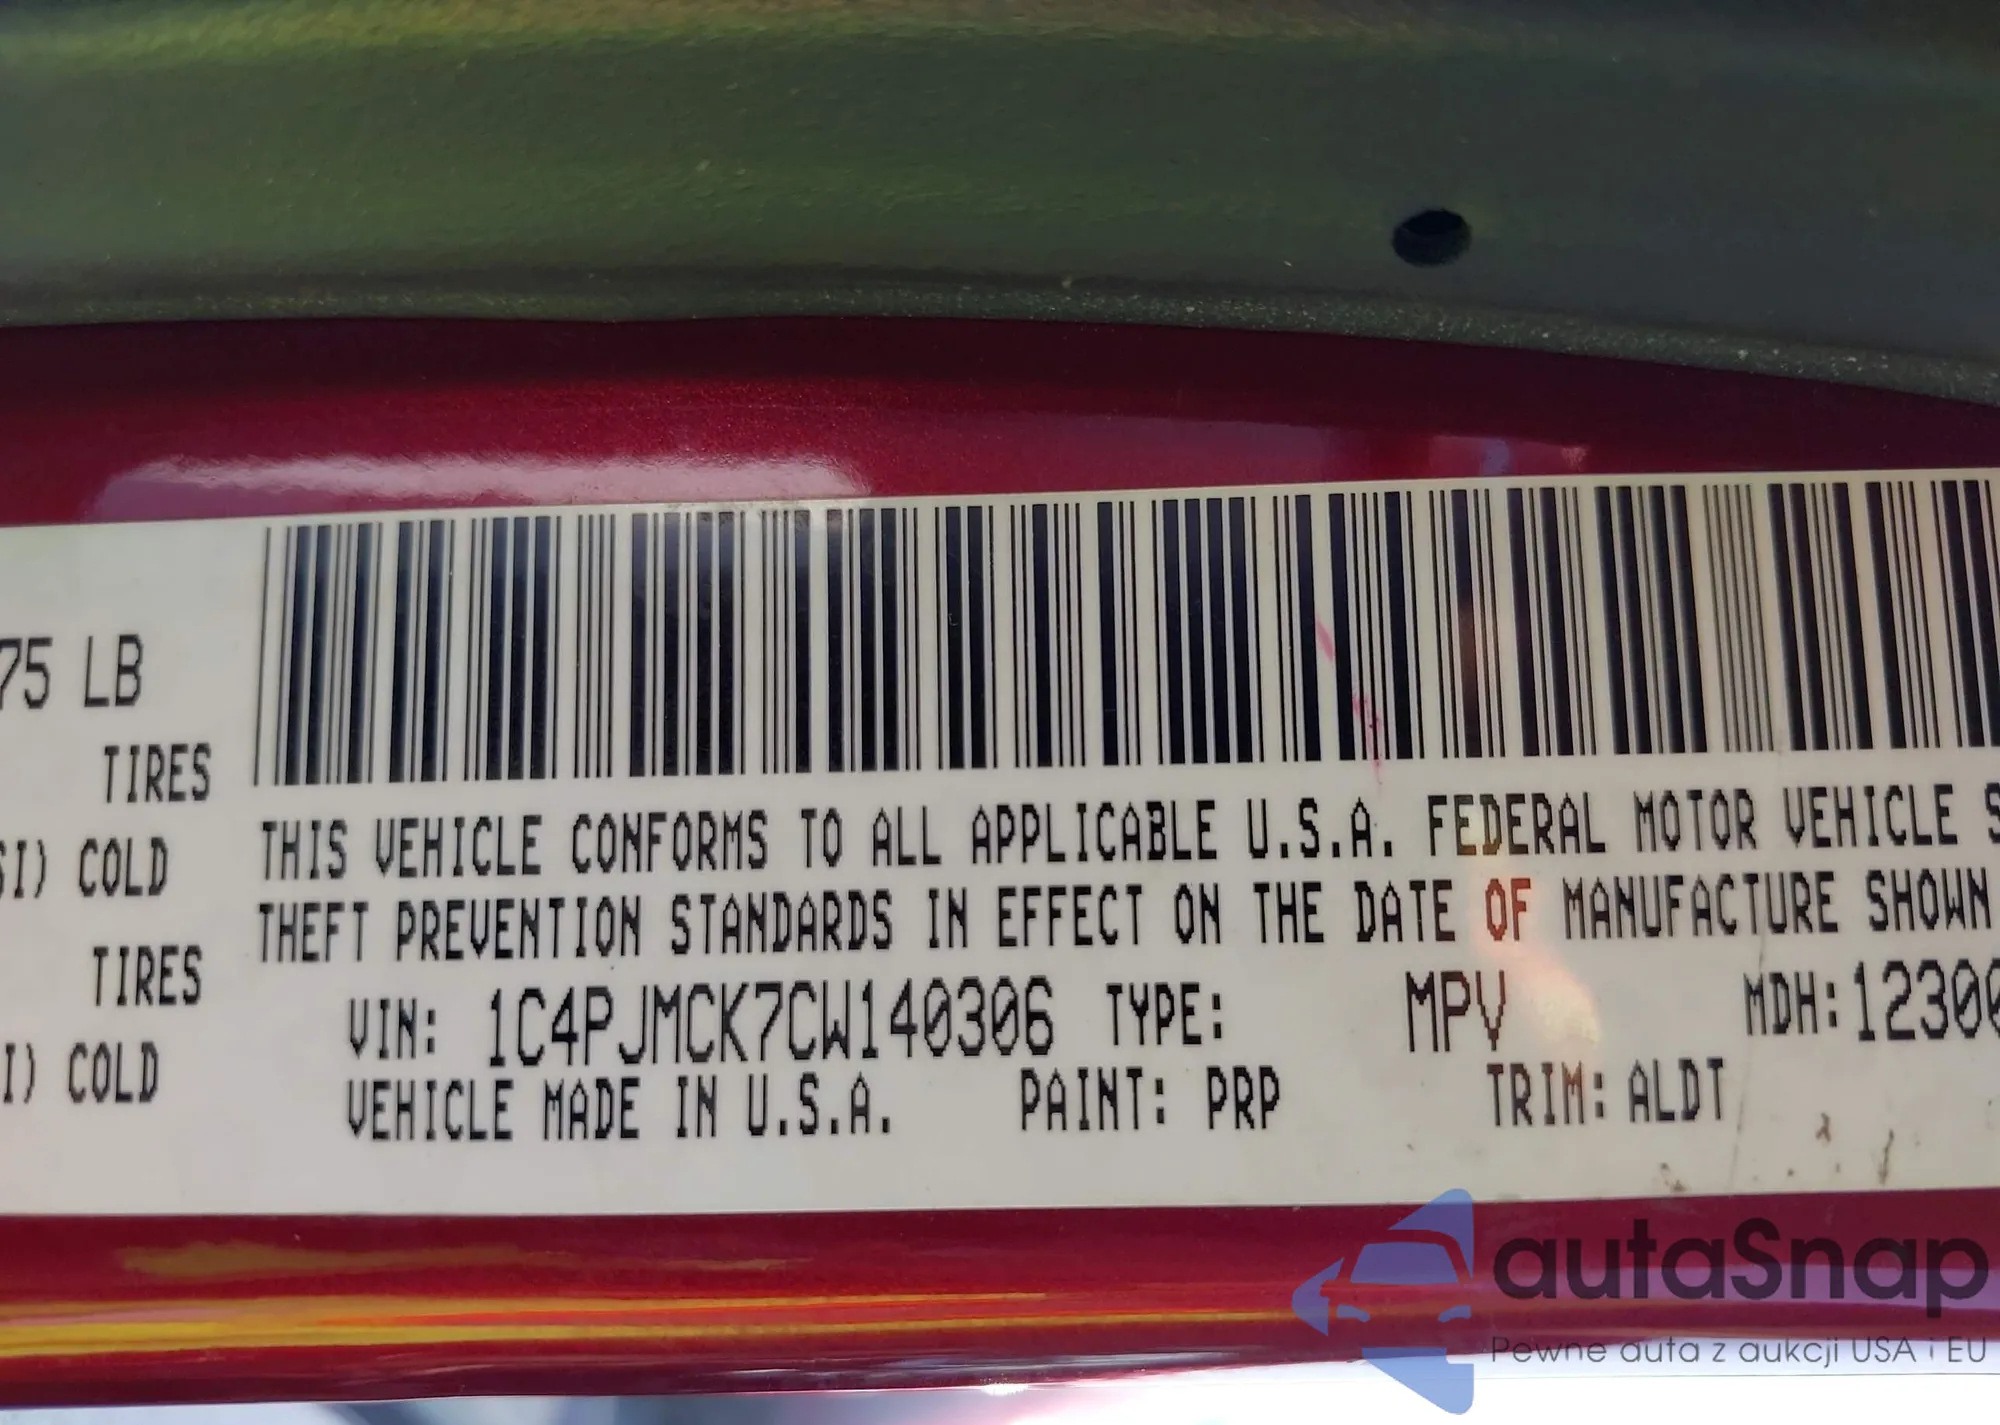 75 LB
TIRES
SI) COLD
TIRES
I) COLD
THIS VEHICLE CONFORMS TO ALL APPLICABLE U.S.A. FEDERAL MOTOR VEHICLE S
THEFT PREVENTION STANDARDS IN EFFECT ON THE DATE OF MANUFACTURE SHOWN
VIN: 1C4PJMCK7CW140306 TYPE: MPV MDH:12300
VEHICLE MADE IN U.S.A. PAINT: PRP TRIM: ALDT
autaSnap
Pewne auta z aukcji USA i EU